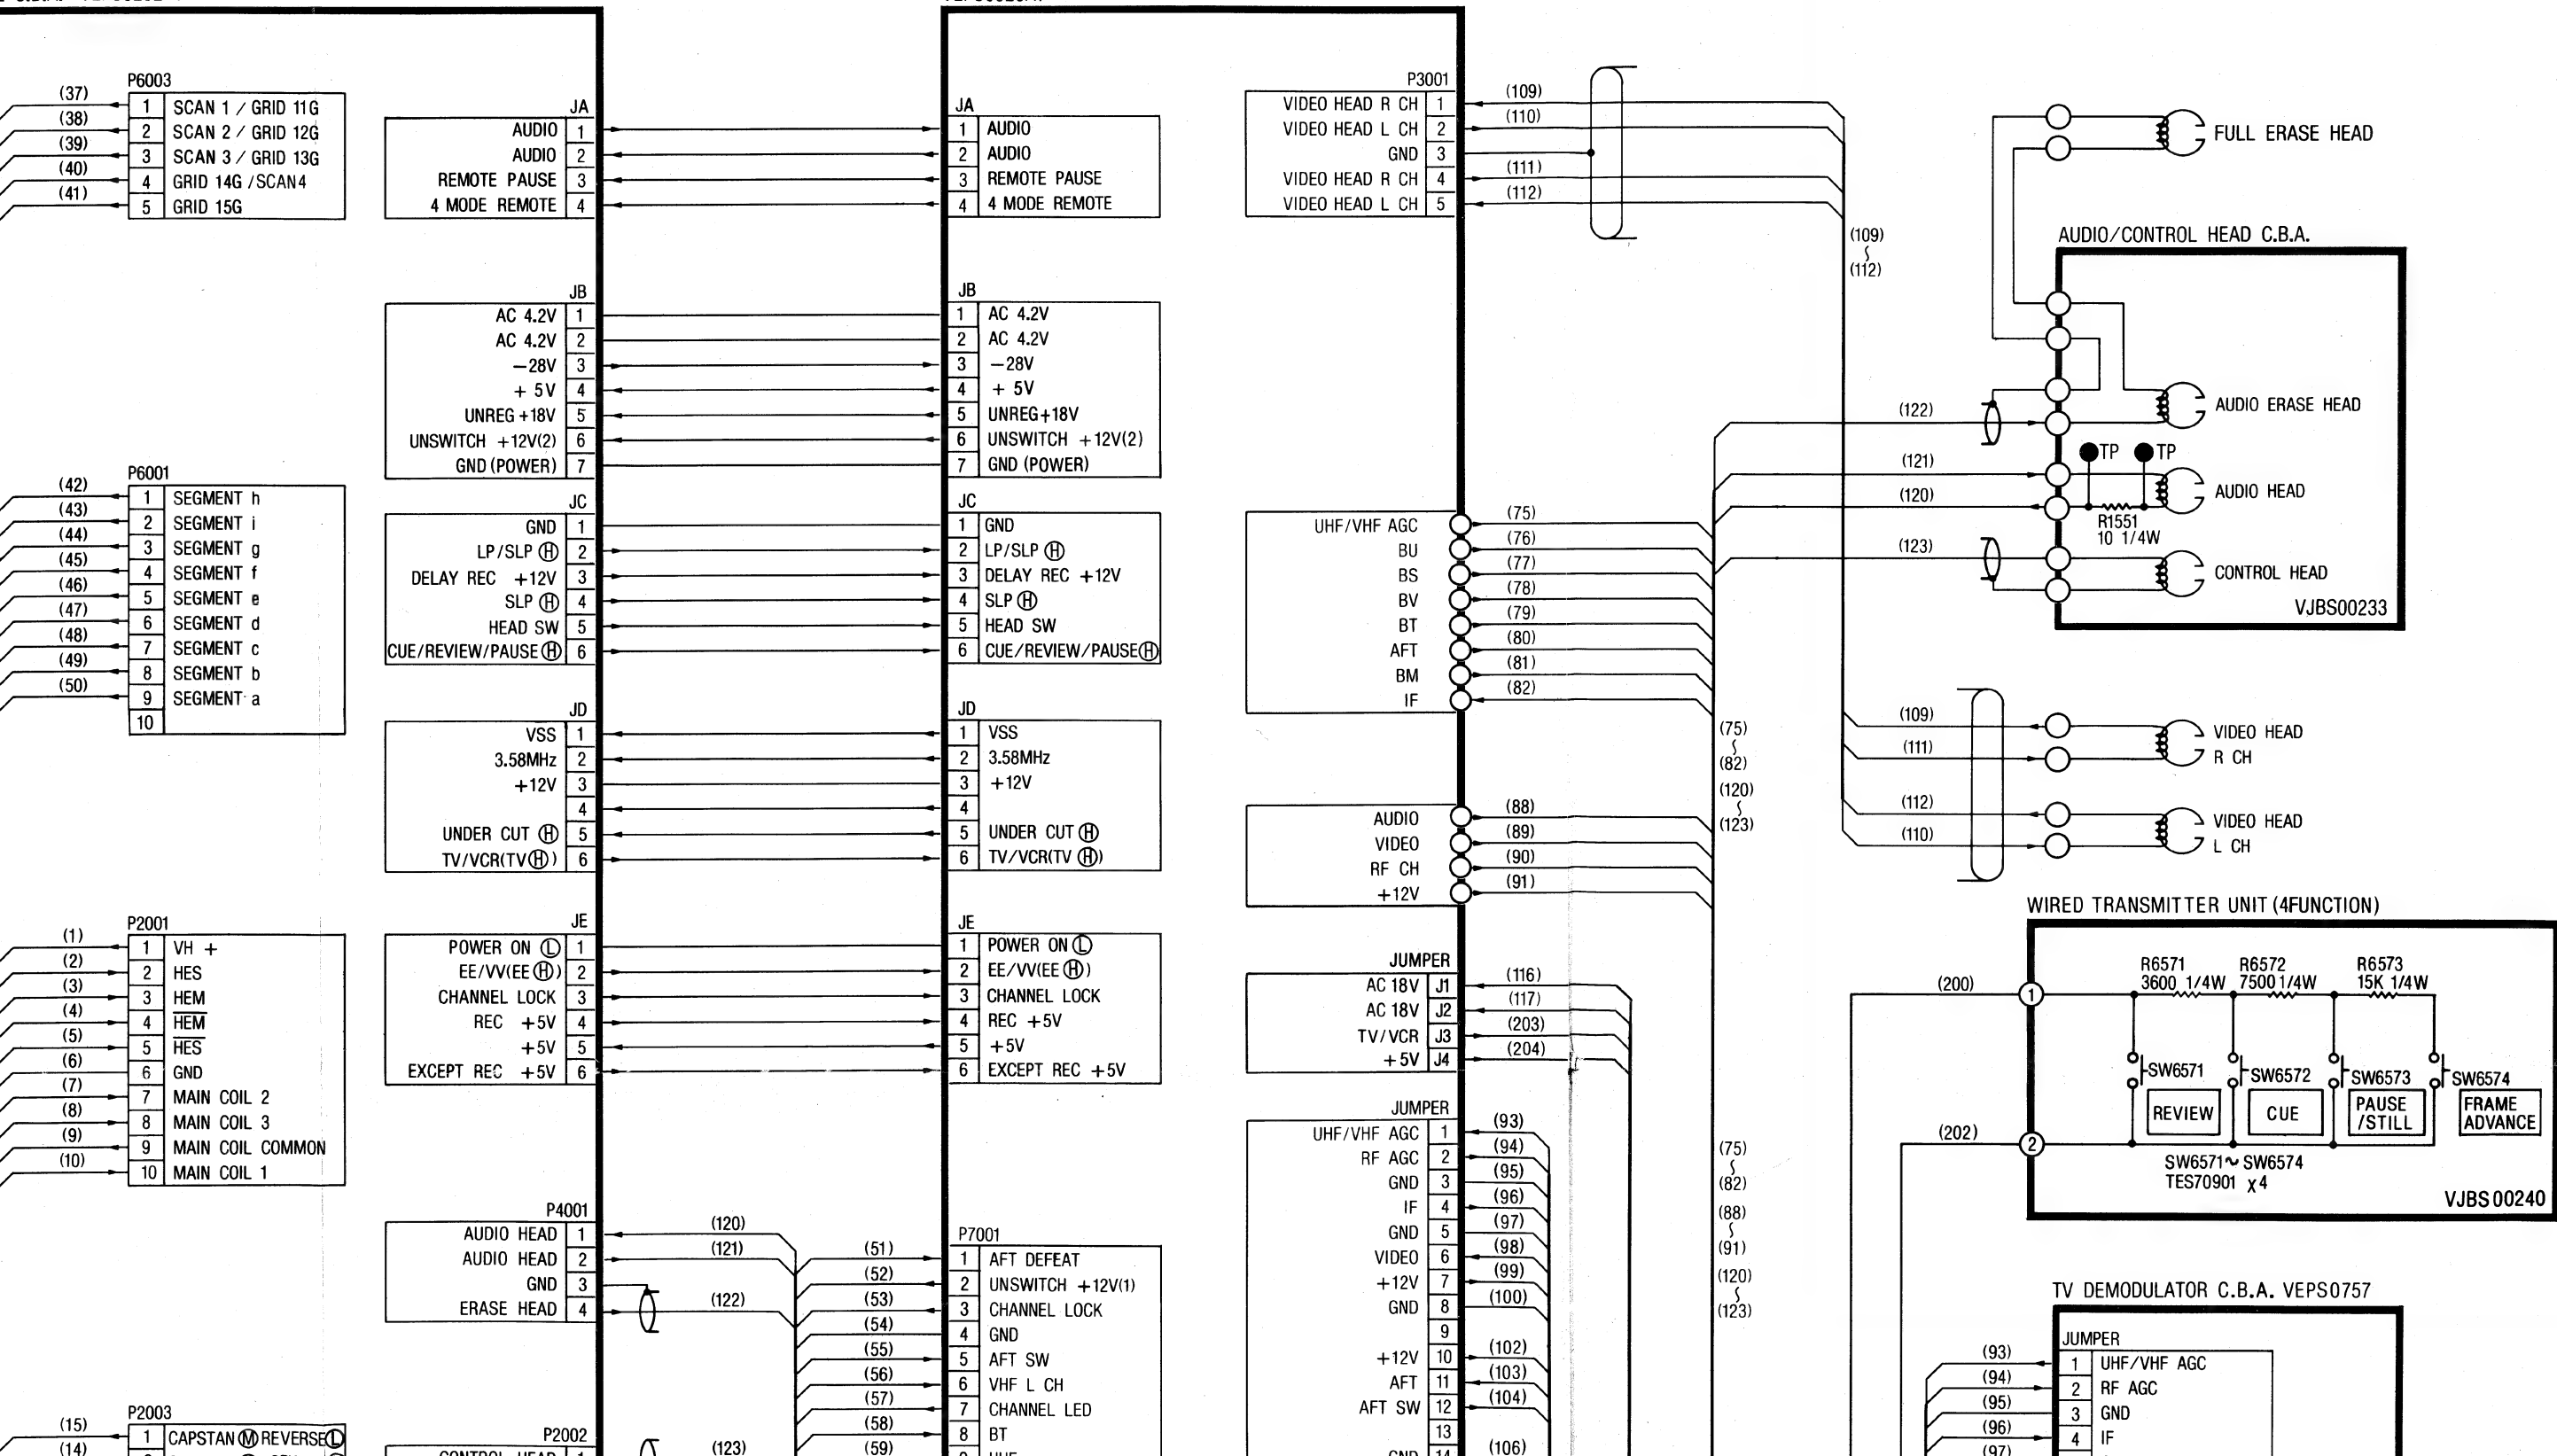 P6003
(37) 1 SCAN 1 / GRID 11G
(38) 2 SCAN 2 / GRID 12G
(39) 3 SCAN 3 / GRID 13G
(40) 4 GRID 14G / SCAN4
(41) 5 GRID 15G
P6001
(42) 1 SEGMENT h
(43) 2 SEGMENT i
(44) 3 SEGMENT g
(45) 4 SEGMENT f
(46) 5 SEGMENT e
(47) 6 SEGMENT d
(48) 7 SEGMENT c
(49) 8 SEGMENT b
(50) 9 SEGMENT a
10
P2001
(1) 1 VH +
(2) 2 HES
(3) 3 HEM
(4) 4 HEM
(5) 5 HES
(6) 6 GND
(7) 7 MAIN COIL 2
(8) 8 MAIN COIL 3
(9) 9 MAIN COIL COMMON
(10) 10 MAIN COIL 1
P2003
(15) 1 CAPSTAN Ⓜ REVERSE Ⓛ
(14)
JA
AUDIO 1
AUDIO 2
REMOTE PAUSE 3
4 MODE REMOTE 4
JB
AC 4.2V 1
AC 4.2V 2
−28V 3
+ 5V 4
UNREG +18V 5
UNSWITCH +12V(2) 6
GND (POWER) 7
JC
GND 1
LP/SLP Ⓗ 2
DELAY REC +12V 3
SLP Ⓗ 4
HEAD SW 5
CUE/REVIEW/PAUSE Ⓗ 6
JD
VSS 1
3.58MHz 2
+12V 3
4
UNDER CUT Ⓗ 5
TV/VCR(TV Ⓗ) 6
JE
POWER ON Ⓛ 1
EE/VV(EE Ⓗ) 2
CHANNEL LOCK 3
REC +5V 4
+5V 5
EXCEPT REC +5V 6
P4001
AUDIO HEAD 1 (120)
AUDIO HEAD 2 (121)
GND 3
ERASE HEAD 4 (122)
P2002
(123)
JA
1 AUDIO
2 AUDIO
3 REMOTE PAUSE
4 4 MODE REMOTE
JB
1 AC 4.2V
2 AC 4.2V
3 −28V
4 + 5V
5 UNREG+18V
6 UNSWITCH +12V(2)
7 GND (POWER)
JC
1 GND
2 LP/SLP Ⓗ
3 DELAY REC +12V
4 SLP Ⓗ
5 HEAD SW
6 CUE/REVIEW/PAUSE Ⓗ
JD
1 VSS
2 3.58MHz
3 +12V
4
5 UNDER CUT Ⓗ
6 TV/VCR(TV Ⓗ)
JE
1 POWER ON Ⓛ
2 EE/VV(EE Ⓗ)
3 CHANNEL LOCK
4 REC +5V
5 +5V
6 EXCEPT REC +5V
P7001
(51) 1 AFT DEFEAT
(52) 2 UNSWITCH +12V(1)
(53) 3 CHANNEL LOCK
(54) 4 GND
(55) 5 AFT SW
(56) 6 VHF L CH
(57) 7 CHANNEL LED
(58) 8 BT
(59)
P3001
VIDEO HEAD R CH 1 (109)
VIDEO HEAD L CH 2 (110)
GND 3
VIDEO HEAD R CH 4 (111)
VIDEO HEAD L CH 5 (112)
UHF/VHF AGC (75)
BU (76)
BS (77)
BV (78)
BT (79)
AFT (80)
BM (81)
IF (82)
AUDIO (88)
VIDEO (89)
RF CH (90)
+12V (91)
JUMPER
AC 18V J1 (116)
AC 18V J2 (117)
TV/VCR J3 (203)
+5V J4 (204)
JUMPER
UHF/VHF AGC 1 (93)
RF AGC 2 (94)
GND 3 (95)
IF 4 (96)
GND 5 (97)
VIDEO 6 (98)
+12V 7 (99)
GND 8 (100)
9
+12V 10 (102)
AFT 11 (103)
AFT SW 12 (104)
13
(106)
(109)
⟆
(112)
(75)
⟆
(82)
(120)
⟆
(123)
(75)
⟆
(82)
(88)
⟆
(91)
(120)
⟆
(123)
FULL ERASE HEAD
AUDIO/CONTROL HEAD C.B.A.
(122) AUDIO ERASE HEAD
TP TP
(121)
(120) AUDIO HEAD
R1551
10 1/4W
(123) CONTROL HEAD
VJBS00233
(109) VIDEO HEAD
(111) R CH
(112) VIDEO HEAD
(110) L CH
WIRED TRANSMITTER UNIT (4FUNCTION)
R6571 R6572 R6573
3600 1/4W 7500 1/4W 15K 1/4W
(200) 1
SW6571 SW6572 SW6573 SW6574
REVIEW CUE PAUSE /STILL FRAME ADVANCE
(202) 2
SW6571～SW6574
TES70901 X4
VJBS00240
TV DEMODULATOR C.B.A. VEPS0757
JUMPER
(93) 1 UHF/VHF AGC
(94) 2 RF AGC
(95) 3 GND
(96) 4 IF
(97)